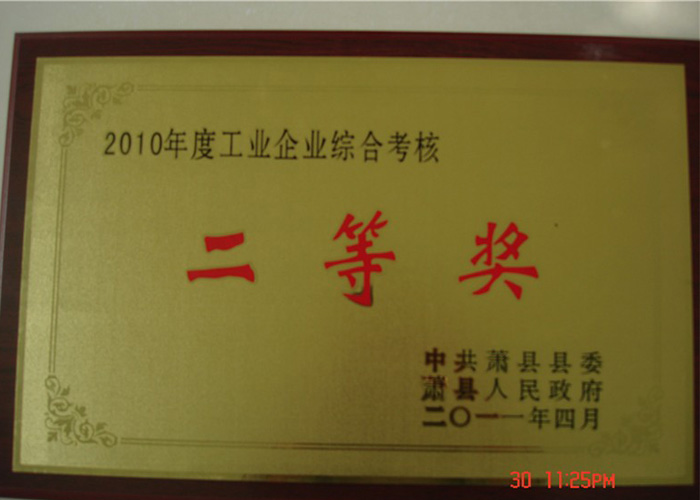 2010年度工业企业综合考核
二等奖
中共萧县县委
萧县人民政府
二〇一一年四月
30 11:25PM